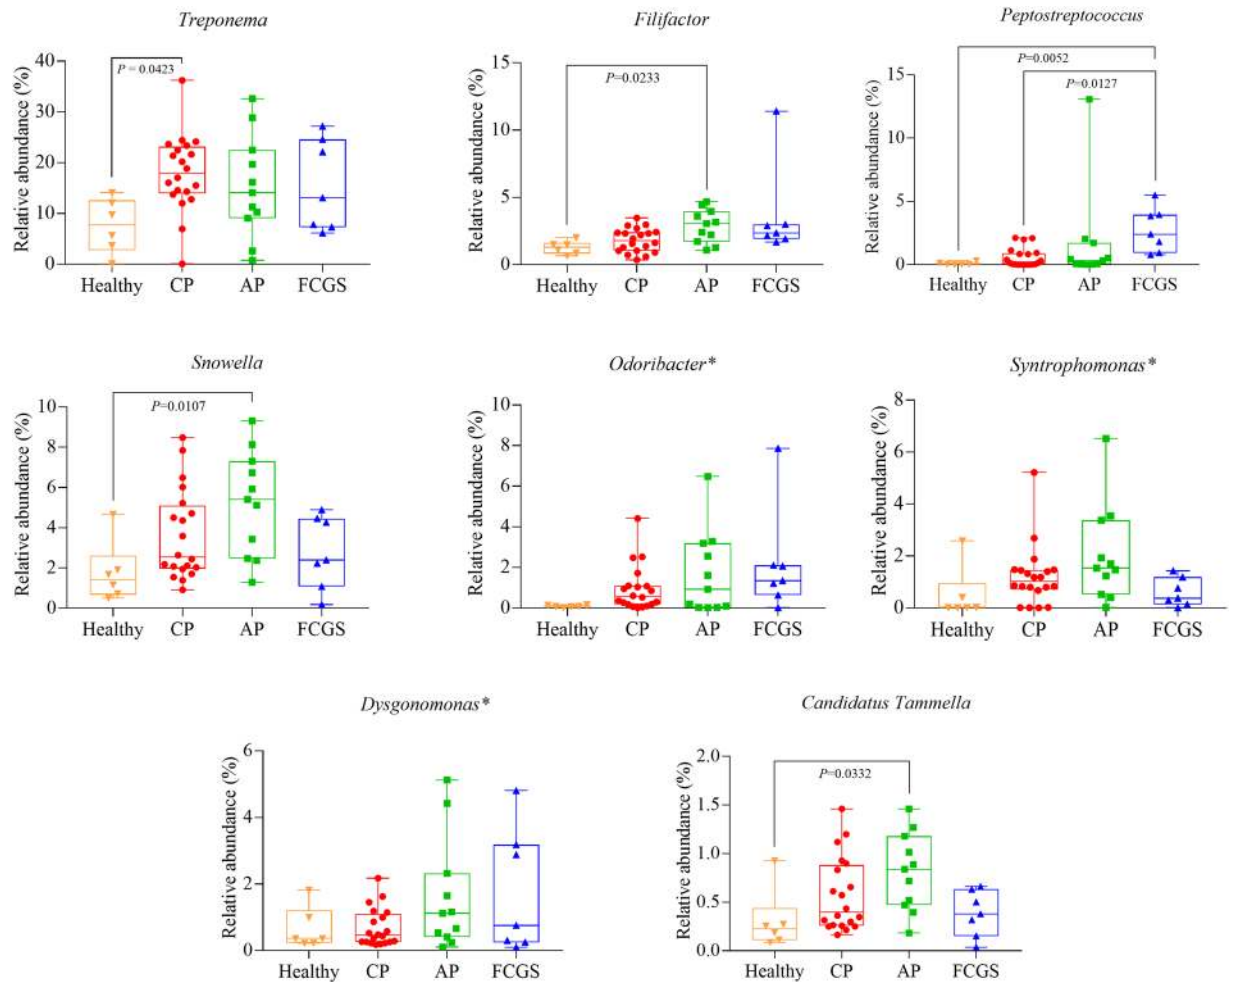 Treponema
Relative abundance (%)
40
30
20
10
0
P = 0.0423
Healthy CP AP FCGS
Filifactor
Relative abundance (%)
15
10
5
0
P=0.0233
Healthy CP AP FCGS
Peptostreptococcus
Relative abundance (%)
15
10
5
0
P=0.0052
P=0.0127
Healthy CP AP FCGS
Snowella
Relative abundance (%)
10
8
6
4
2
0
P=0.0107
Healthy CP AP FCGS
Odoribacter*
Relative abundance (%)
10
8
6
4
2
0
Healthy CP AP FCGS
Syntrophomonas*
Relative abundance (%)
8
6
4
2
0
Healthy CP AP FCGS
Dysgonomonas*
Relative abundance (%)
6
4
2
0
Healthy CP AP FCGS
Candidatus Tammella
Relative abundance (%)
2.0
1.5
1.0
0.5
0.0
P=0.0332
Healthy CP AP FCGS